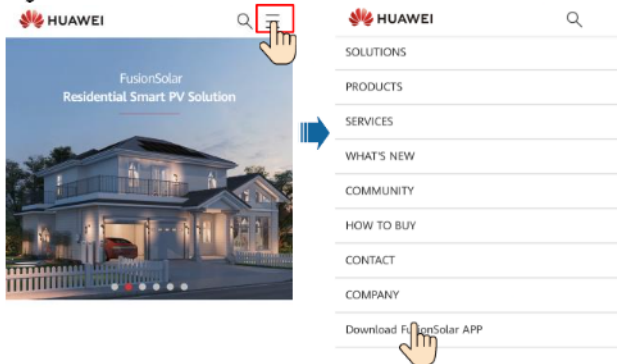 HUAWEI
FusionSolar
Residential Smart PV Solution
HUAWEI
SOLUTIONS
PRODUCTS
SERVICES
WHAT'S NEW
COMMUNITY
HOW TO BUY
CONTACT
COMPANY
Download FusionSolar APP